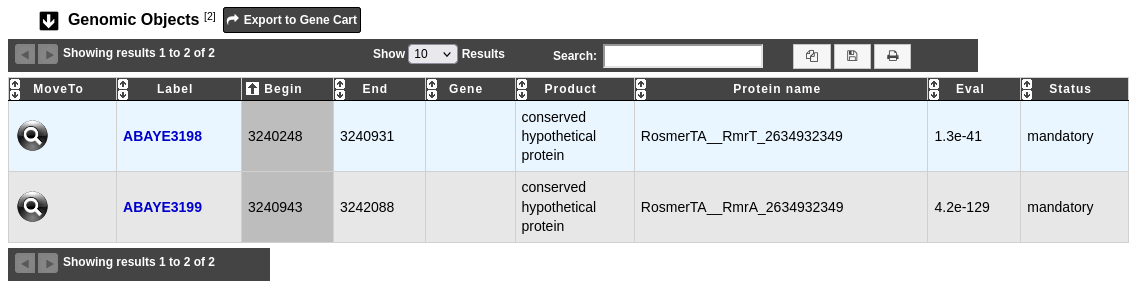 Genomic Objects [2] Export to Gene Cart
Showing results 1 to 2 of 2 Show 10 Results Search:
MoveTo Label Begin End Gene Product Protein name Eval Status
ABAYE3198 3240248 3240931 conserved hypothetical protein RosmerTA__RmrT_2634932349 1.3e-41 mandatory
ABAYE3199 3240943 3242088 conserved hypothetical protein RosmerTA__RmrA_2634932349 4.2e-129 mandatory
Showing results 1 to 2 of 2